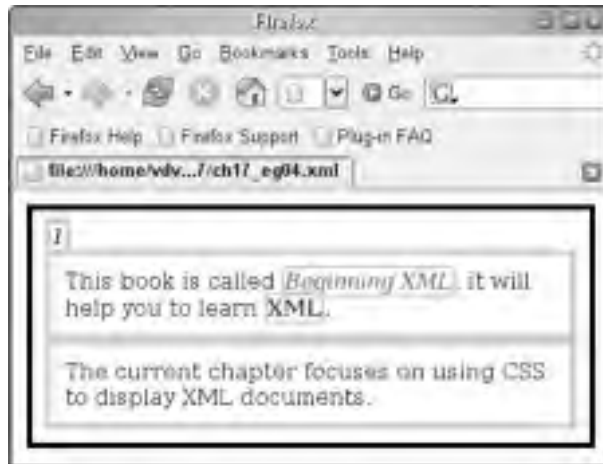 Firefox
File Edit View Go Bookmarks Tools Help
Go G
Firefox Help Firefox Support Plug-in FAQ
file:///home/vdv...7/ch17_eg04.xml
1
This book is called Beginning XML, it will
help you to learn XML.
The current chapter focuses on using CSS
to display XML documents.